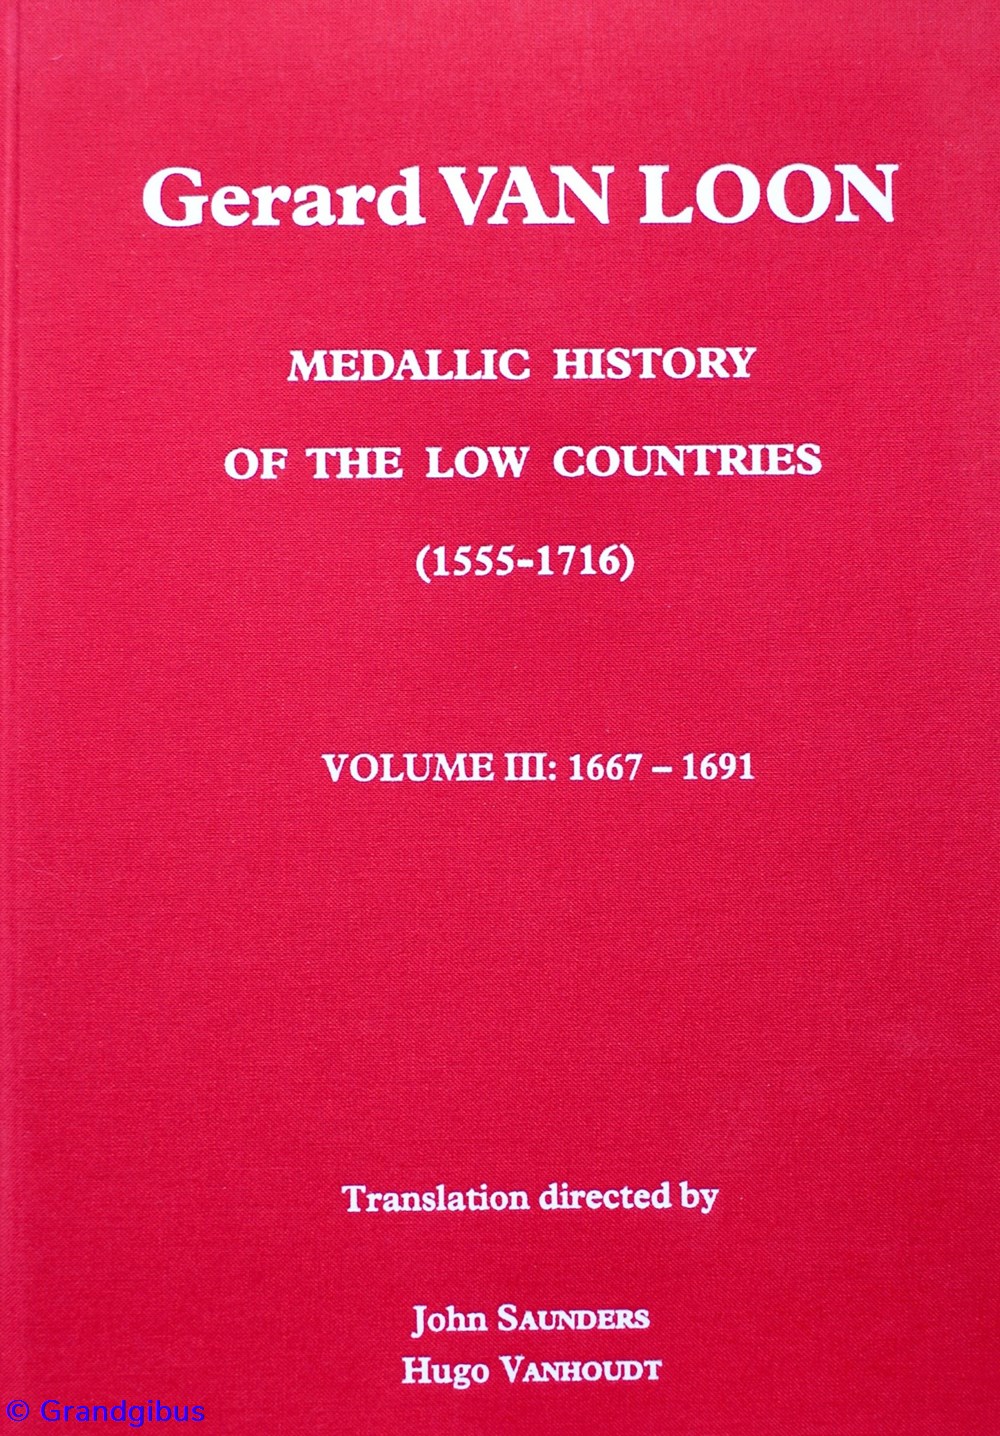 Gerard VAN LOON
MEDALLIC HISTORY
OF THE LOW COUNTRIES
(1555-1716)
VOLUME III: 1667 – 1691
Translation directed by
John SAUNDERS
Hugo VANHOUDT
© Grandgibus